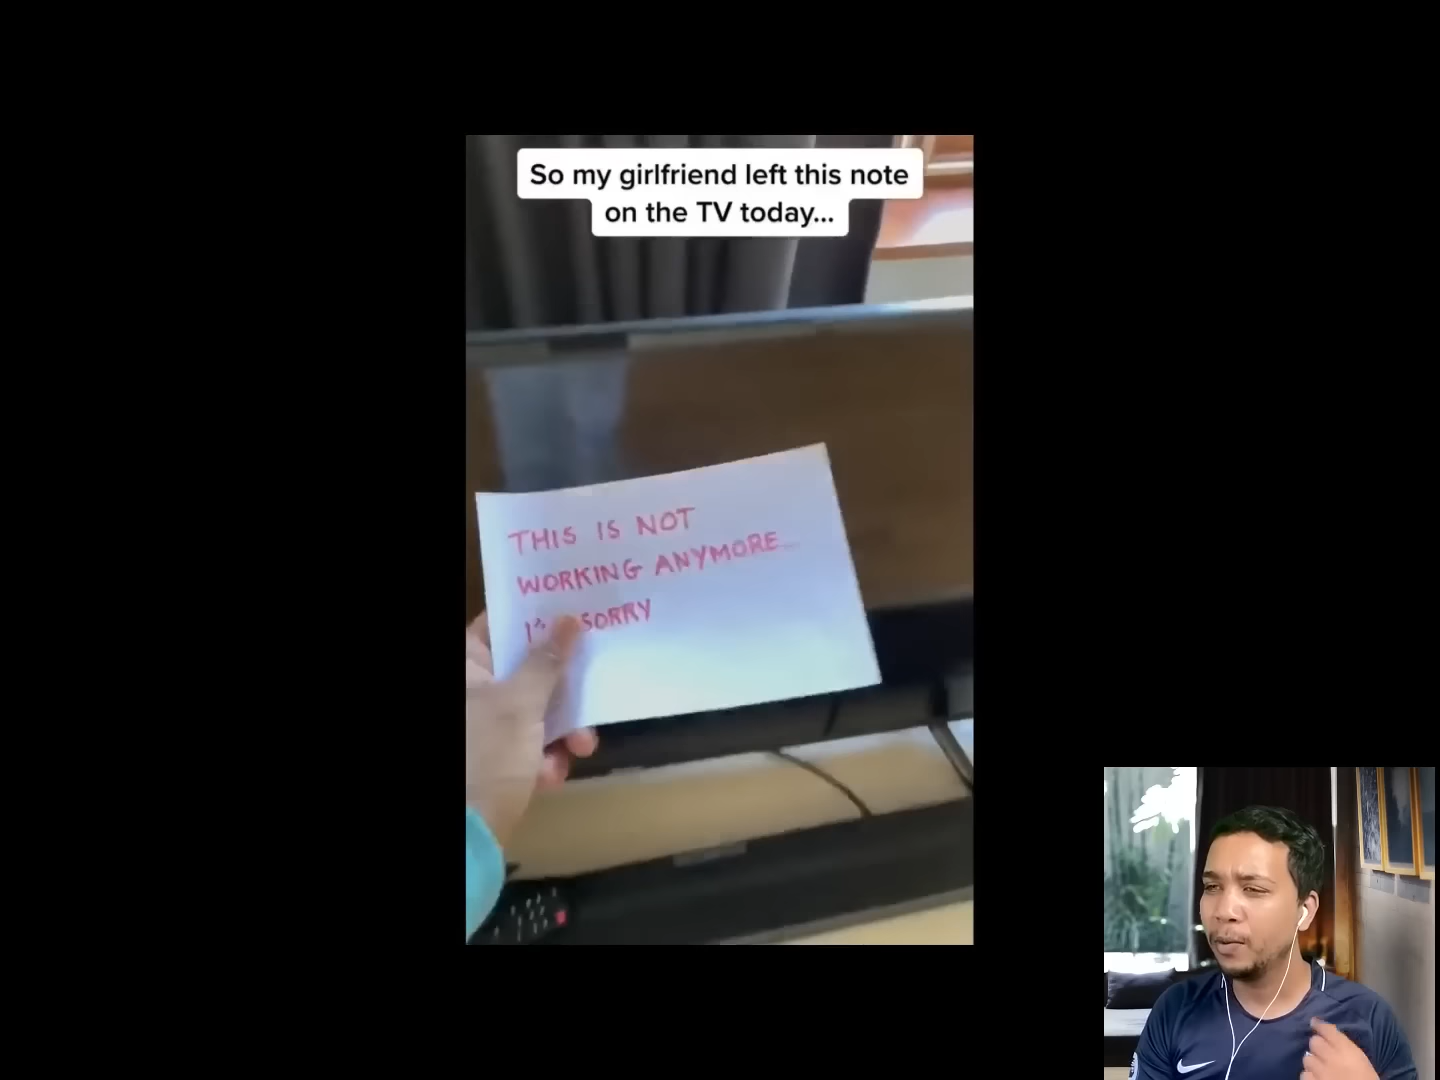 So my girlfriend left this note
on the TV today...
THIS IS NOT
WORKING ANYMORE...
SORRY